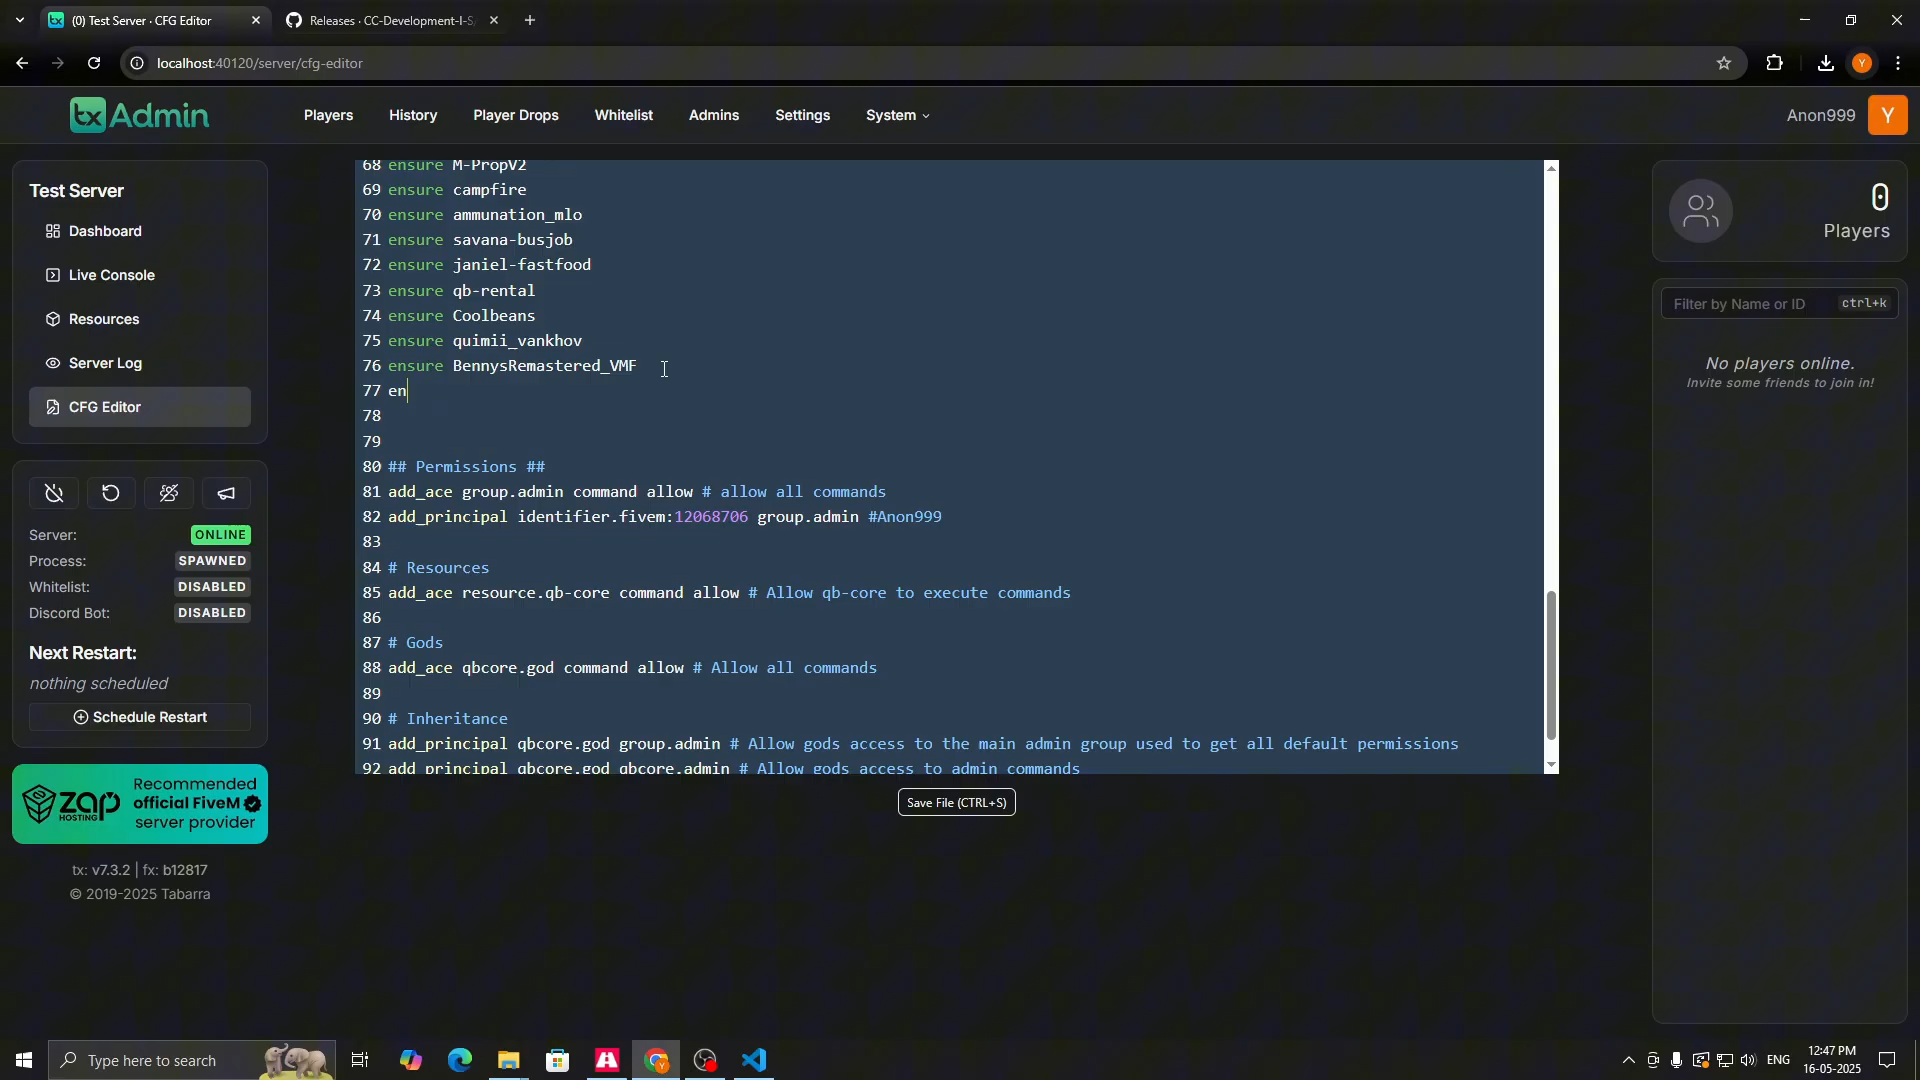 (0) Test Server · CFG Editor
Releases · CC-Development-I-S
localhost:40120/server/cfg-editor
Y
tx Admin
Players
History
Player Drops
Whitelist
Admins
Settings
System
Anon999
Y
Test Server
Dashboard
Live Console
Resources
Server Log
CFG Editor
Server:
ONLINE
Process:
SPAWNED
Whitelist:
DISABLED
Discord Bot:
DISABLED
Next Restart:
nothing scheduled
Schedule Restart
ZAP HOSTING
Recommended
official FiveM
server provider
tx: v7.3.2 | fx: b12817
© 2019-2025 Tabarra
68 ensure M-PropV2
69 ensure campfire
70 ensure ammunation_mlo
71 ensure savana-busjob
72 ensure janiel-fastfood
73 ensure qb-rental
74 ensure Coolbeans
75 ensure quimii_vankhov
76 ensure BennysRemastered_VMF
77 en
78
79
80 ## Permissions ##
81 add_ace group.admin command allow # allow all commands
82 add_principal identifier.fivem:12068706 group.admin #Anon999
83
84 # Resources
85 add_ace resource.qb-core command allow # Allow qb-core to execute commands
86
87 # Gods
88 add_ace qbcore.god command allow # Allow all commands
89
90 # Inheritance
91 add_principal qbcore.god group.admin # Allow gods access to the main admin group used to get all default permissions
92 add_principal qbcore.god qbcore.admin # Allow gods access to admin commands
Save File (CTRL+S)
0
Players
Filter by Name or ID
ctrl+k
No players online.
Invite some friends to join in!
Type here to search
ENG
12:47 PM
16-05-2025